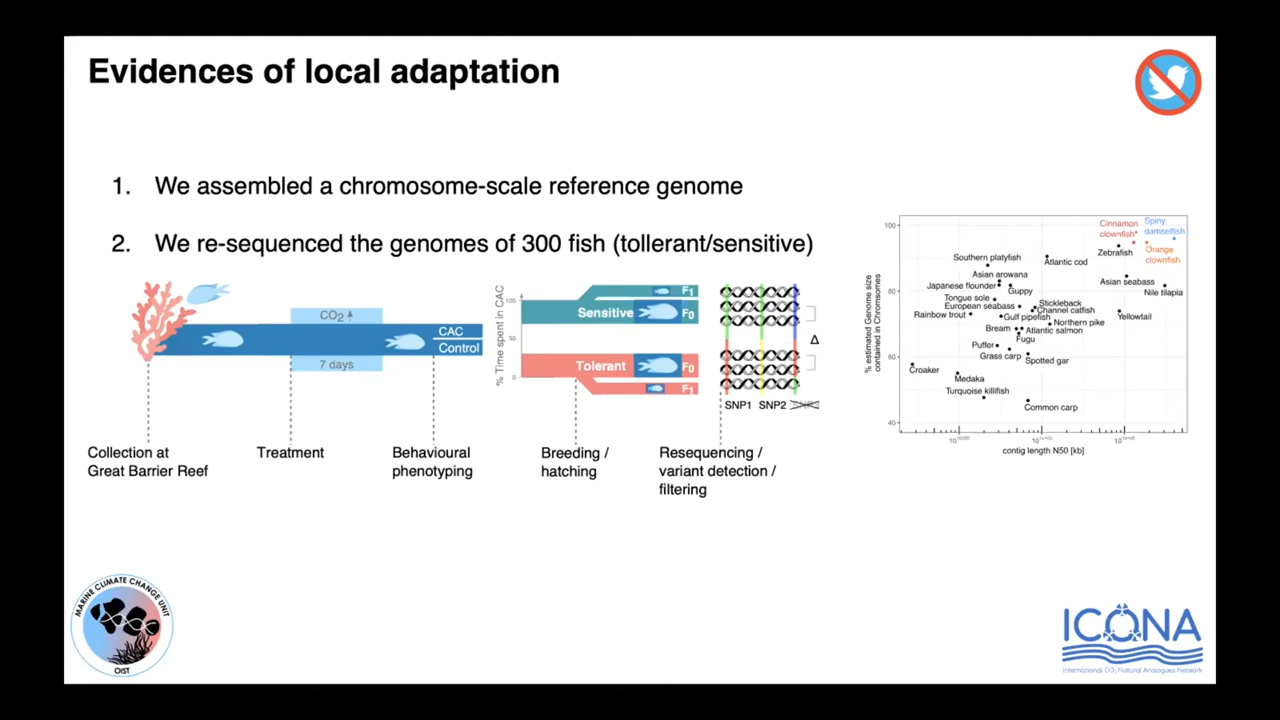 Evidences of local adaptation
1. We assembled a chromosome-scale reference genome
2. We re-sequenced the genomes of 300 fish (tollerant/sensitive)
CO2
7 days
CAC
Control
% Time spent in CAC
100
50
0
Sensitive
F1
F0
Tolerant
F0
F1
Δ
SNP1 SNP2
Collection at
Great Barrier Reef
Treatment
Behavioural
phenotyping
Breeding /
hatching
Resequencing /
variant detection /
filtering
% estimated Genome size
contained in Chromsomes
100
80
60
40
Cinnamon
clownfish*
Spiny
damselfish
Zebrafish
Orange
clownfish
Southern platyfish
Atlantic cod
Asian arowana
Japanese flounder
Guppy
Asian seabass
Nile tilapia
Tongue sole
European seabass
Stickleback
Channel catfish
Rainbow trout
Gulf pipefish
Yellowtail
Northern pike
Bream
Atlantic salmon
Fugu
Puffer
Grass carp
Spotted gar
Croaker
Medaka
Turquoise killifish
Common carp
contig length N50 [kb]
MARINE CLIMATE CHANGE UNIT
OIST
ICONA
International CO2 Natural Analogues Network